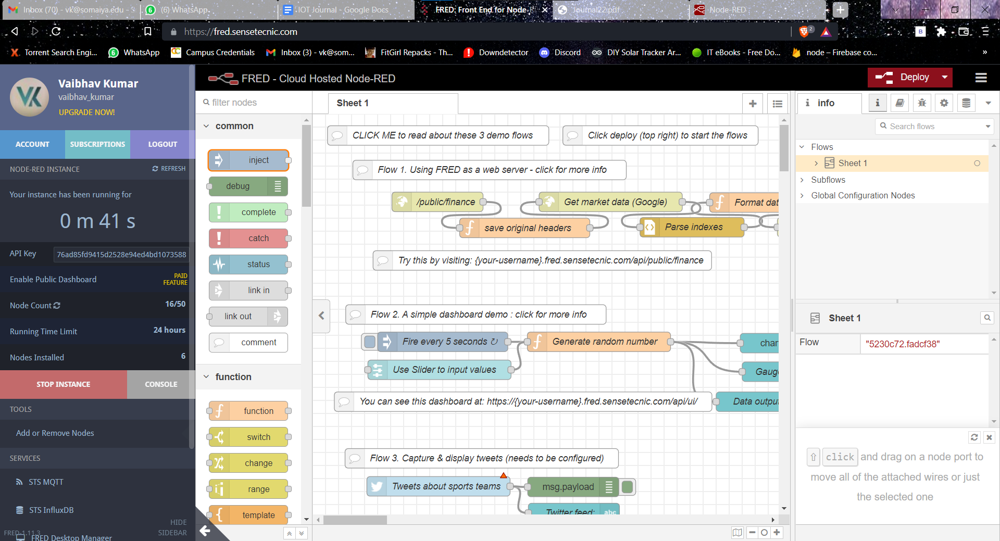 Inbox (70) - vk@somaiya.edu - S
(6) WhatsApp
IOT Journal - Google Docs
FRED: Front End for Node-R
Journal22.pdf
Node-RED
https://fred.sensetecnic.com
2
Torrent Search Engi...
WhatsApp
Campus Credentials
Inbox (3) - vk@som...
FitGirl Repacks - Th...
Downdetector
Discord
DIY Solar Tracker Ar...
IT eBooks - Free Do...
node – Firebase co...
»
Vaibhav Kumar
vaibhav_kumar
UPGRADE NOW!
ACCOUNT
SUBSCRIPTIONS
LOGOUT
NODE-RED INSTANCE
REFRESH
Your instance has been running for
0 m 41 s
API Key
76ad85fd9415d2528e94ed4bd1073588
Enable Public Dashboard
PAID
FEATURE
Node Count
16/50
Running Time Limit
24 hours
Nodes Installed
6
STOP INSTANCE
CONSOLE
TOOLS
Add or Remove Nodes
SERVICES
STS MQTT
STS InfluxDB
HIDE
SIDEBAR
FRED-1.11.3
FRED Desktop Manager
FRED - Cloud Hosted Node-RED
Deploy
filter nodes
common
inject
debug
complete
catch
status
link in
link out
comment
function
function
switch
change
range
template
Sheet 1
CLICK ME to read about these 3 demo flows
Click deploy (top right) to start the flows
Flow 1. Using FRED as a web server - click for more info
/public/finance
Get market data (Google)
Format dat
save original headers
Parse indexes
Try this by visiting: {your-username}.fred.sensetecnic.com/api/public/finance
Flow 2. A simple dashboard demo : click for more info
Fire every 5 seconds ↻
Generate random number
char
Use Slider to input values
Gaug
You can see this dashboard at: https://{your-username}.fred.sensetecnic.com/api/ui/
Data output
Flow 3. Capture & display tweets (needs to be configured)
Tweets about sports teams
msg.payload
Twitter feed:
abc
info
Search flows
Flows
Sheet 1
Subflows
Global Configuration Nodes
Sheet 1
Flow
"5230c72.fadcf38"
⇧ click and drag on a node port to
move all of the attached wires or just
the selected one